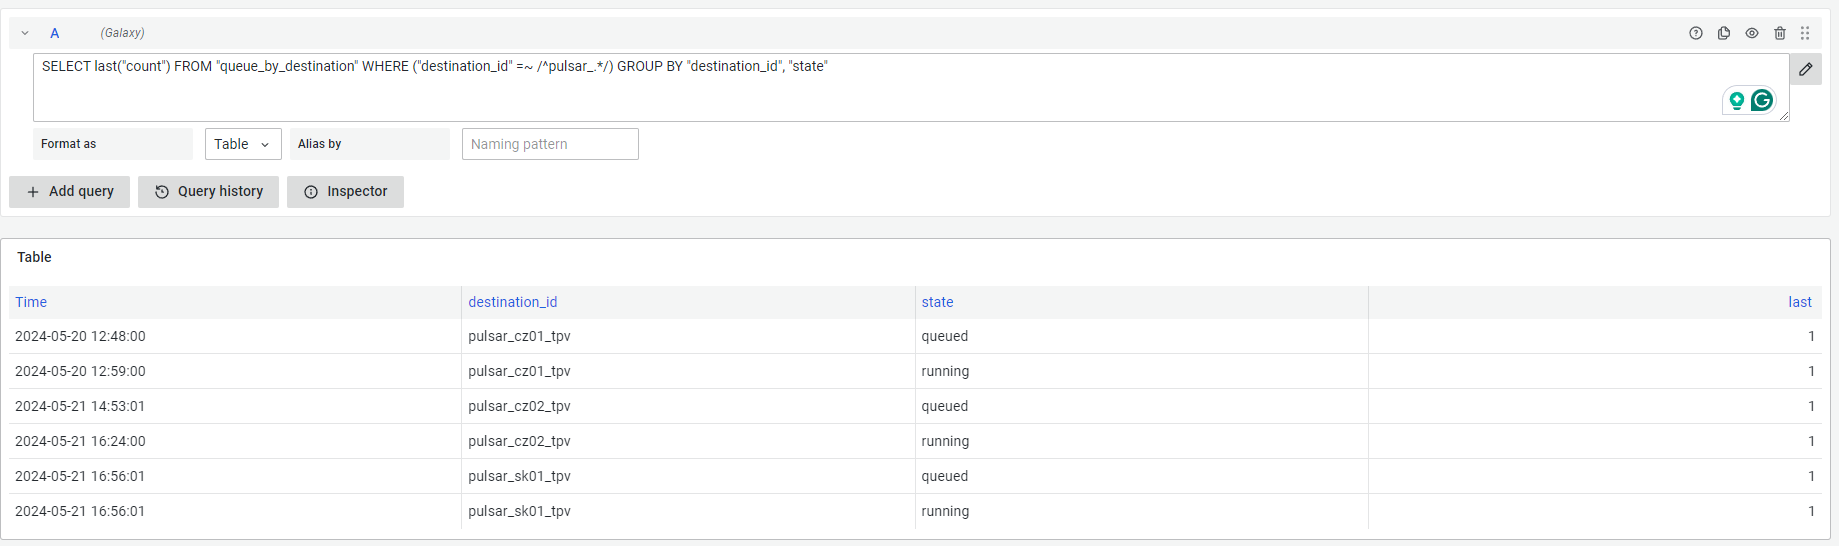 A (Galaxy)
SELECT last("count") FROM "queue_by_destination" WHERE ("destination_id" =~ /^pulsar_.*/) GROUP BY "destination_id", "state"
Format as Table Alias by Naming pattern
+ Add query Query history Inspector
Table
Time destination_id state last
2024-05-20 12:48:00 pulsar_cz01_tpv queued 1
2024-05-20 12:59:00 pulsar_cz01_tpv running 1
2024-05-21 14:53:01 pulsar_cz02_tpv queued 1
2024-05-21 16:24:00 pulsar_cz02_tpv running 1
2024-05-21 16:56:01 pulsar_sk01_tpv queued 1
2024-05-21 16:56:01 pulsar_sk01_tpv running 1